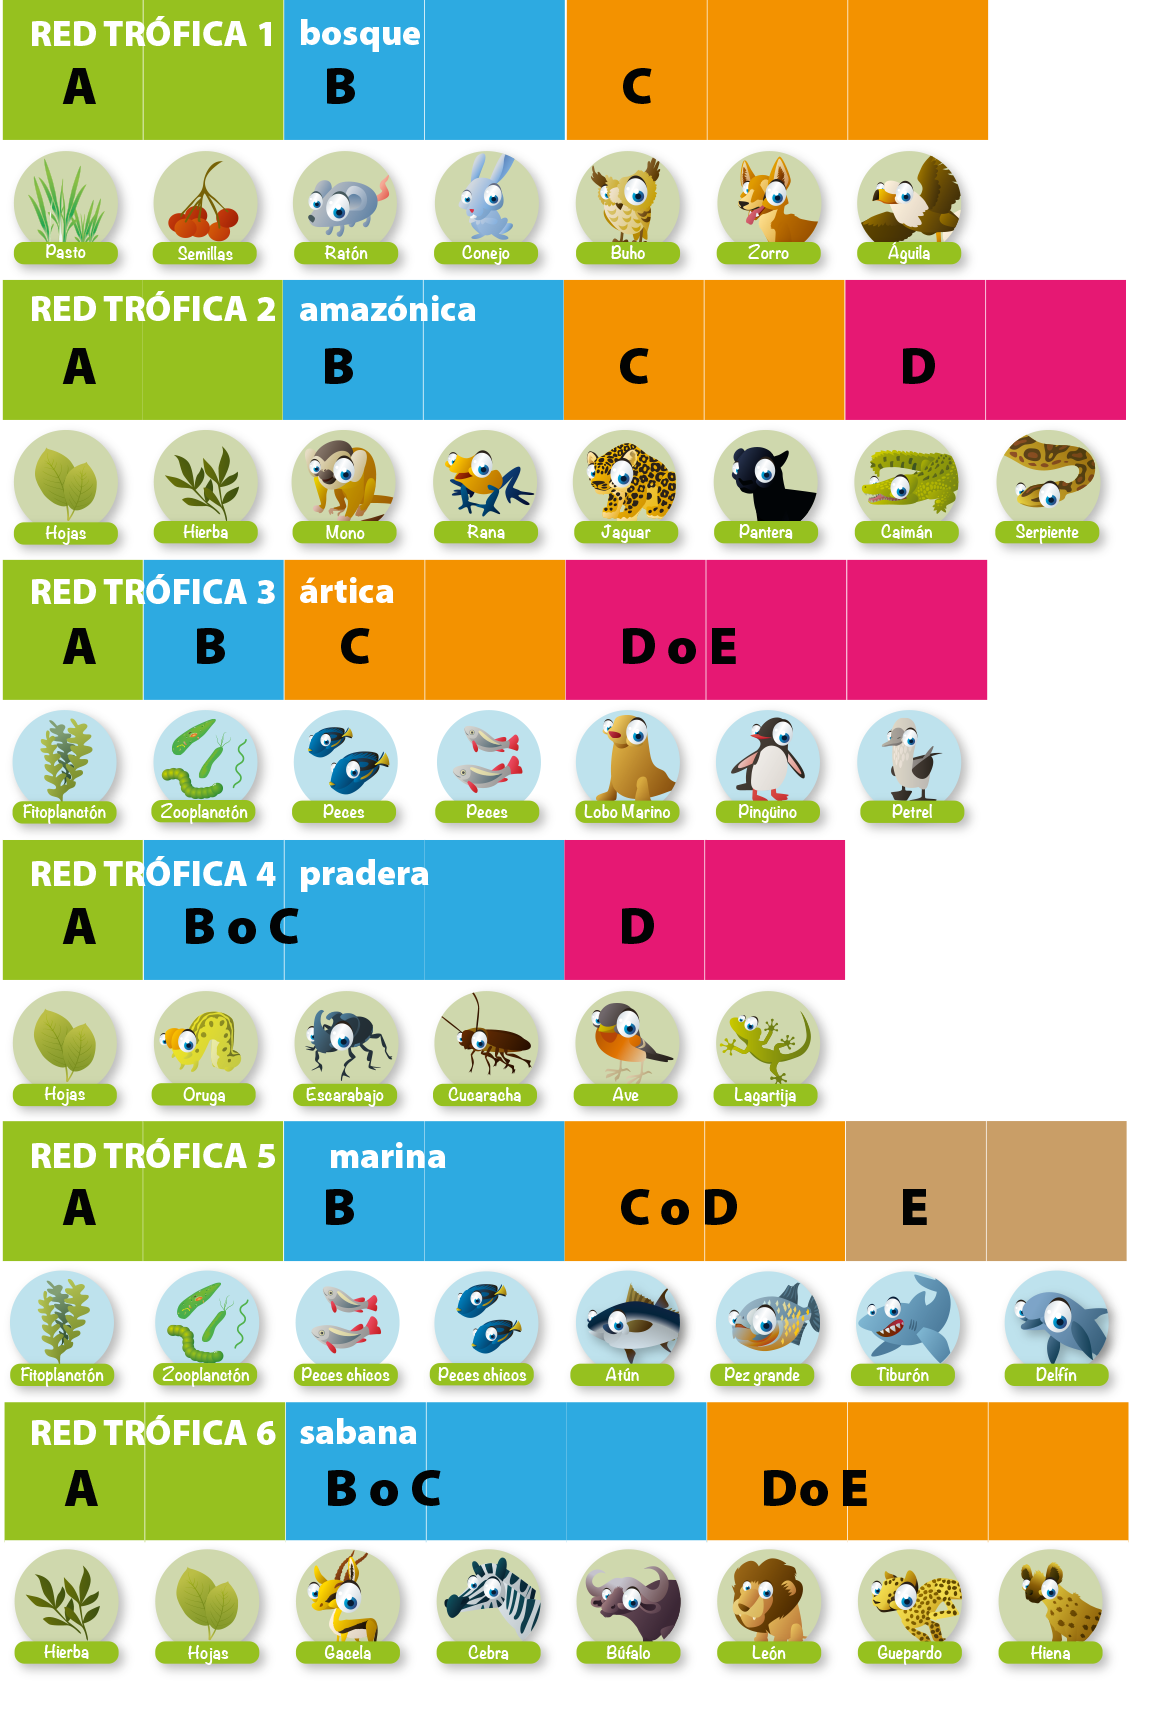 RED TRÓFICA 1 bosque
A B C
Pasto Semillas Ratón Conejo Buho Zorro Águila
RED TRÓFICA 2 amazónica
A B C D
Hojas Hierba Mono Rana Jaguar Pantera Caimán Serpiente
RED TRÓFICA 3 ártica
A B C D o E
Fitoplanctón Zooplanctón Peces Peces Lobo Marino Pingüino Petrel
RED TRÓFICA 4 pradera
A B o C D
Hojas Oruga Escarabajo Cucaracha Ave Lagartija
RED TRÓFICA 5 marina
A B C o D E
Fitoplanctón Zooplanctón Peces chicos Peces chicos Atún Pez grande Tiburón Delfín
RED TRÓFICA 6 sabana
A B o C Do E
Hierba Hojas Gacela Cebra Búfalo León Guepardo Hiena